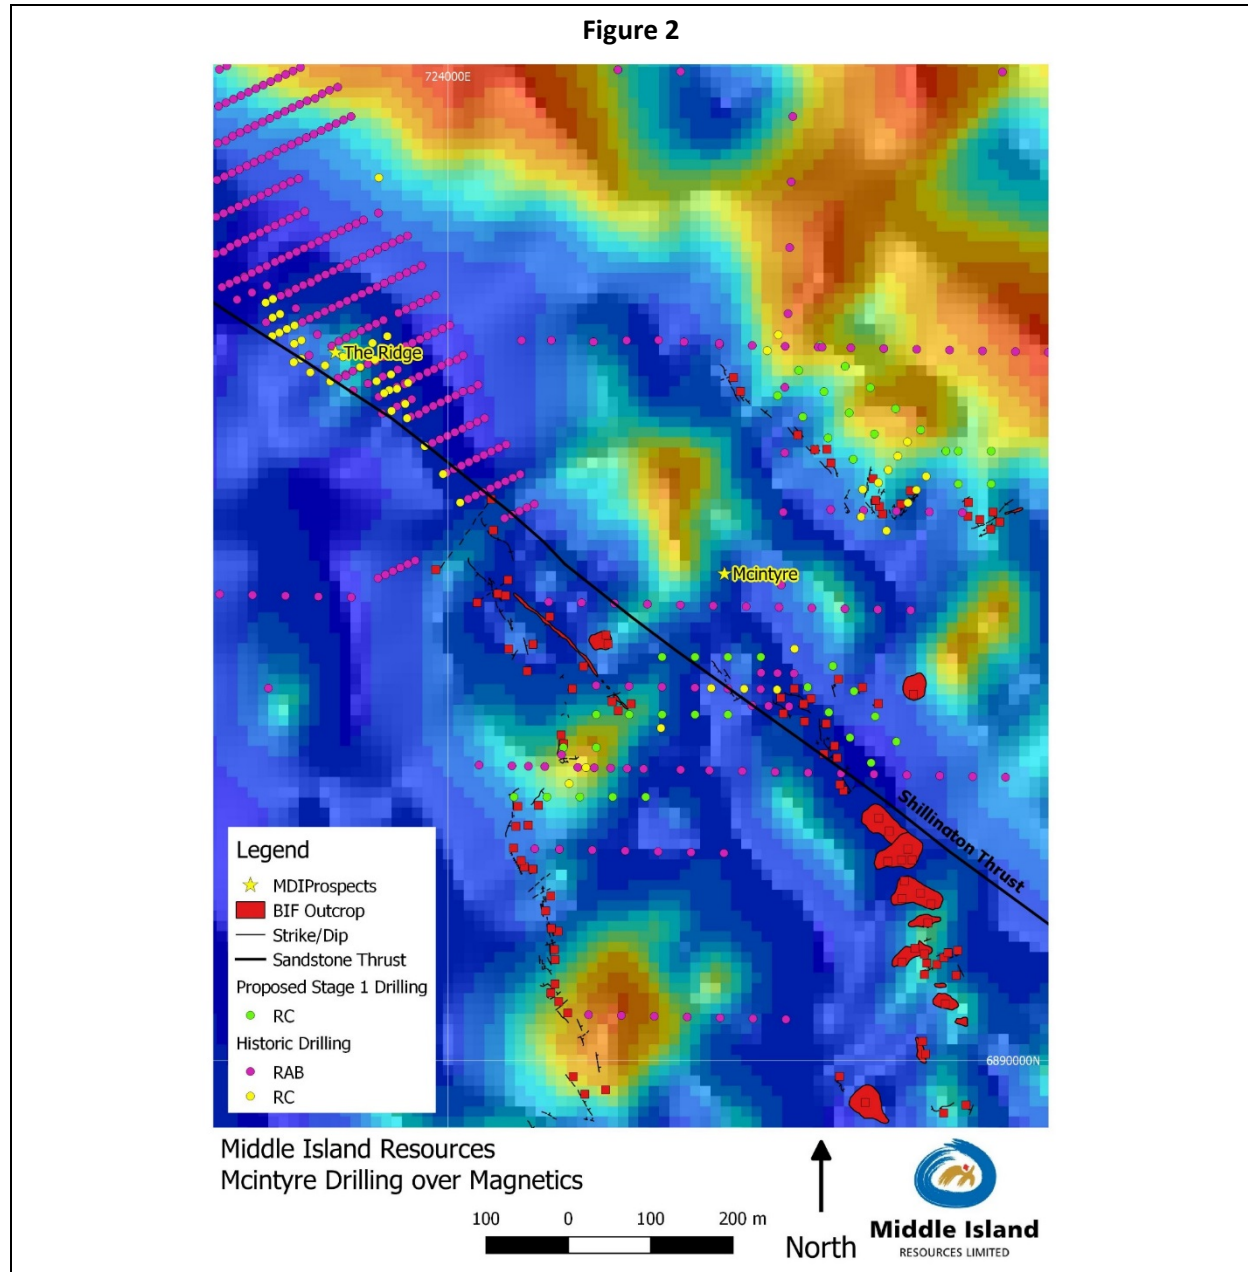 Figure 2
724000E
The Ridge
Mcintyre
Shillington Thrust
Legend
MDIProspects
BIF Outcrop
Strike/Dip
Sandstone Thrust
Proposed Stage 1 Drilling
RC
Historic Drilling
RAB
RC
6890000N
Middle Island Resources
Mcintyre Drilling over Magnetics
100 0 100 200 m
North
Middle Island
RESOURCES LIMITED